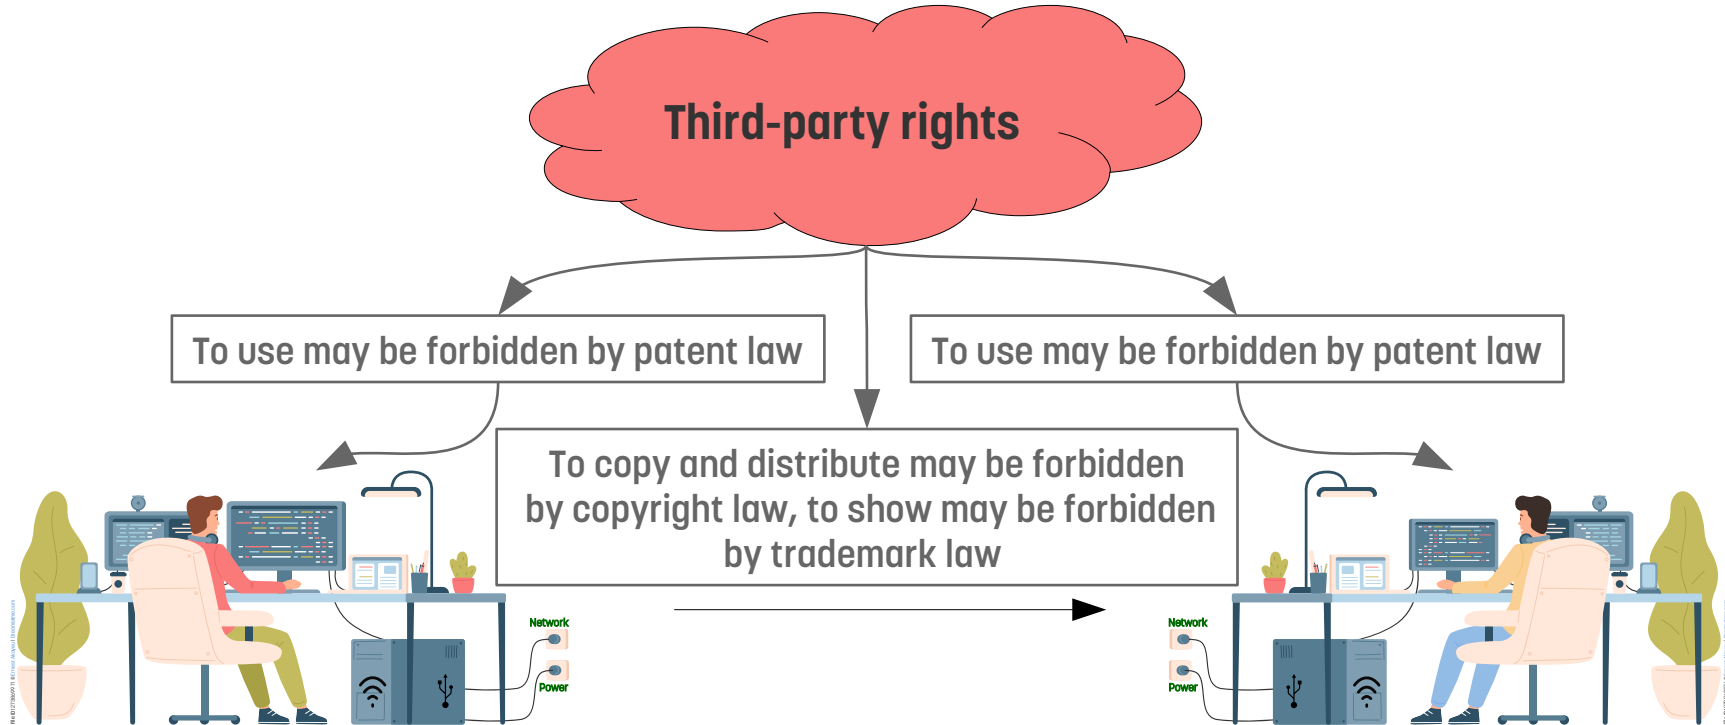 Third-party rights
To use may be forbidden by patent law
To use may be forbidden by patent law
To copy and distribute may be forbidden
by copyright law, to show may be forbidden
by trademark law
Network
Power
Network
Power